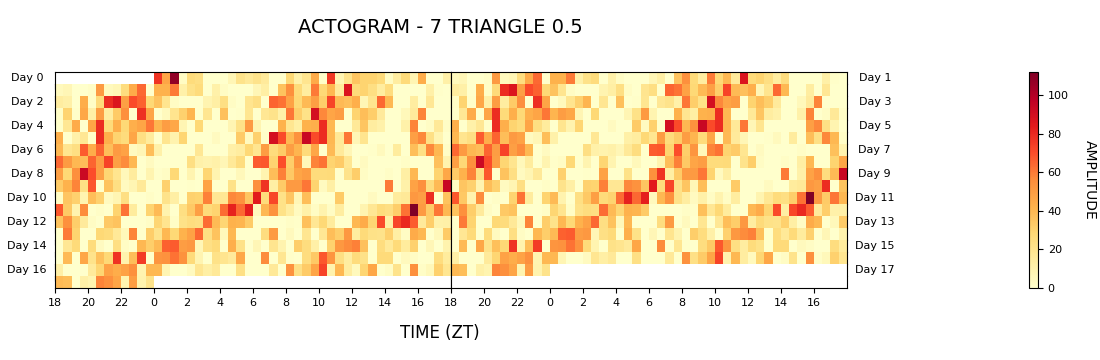 ACTOGRAM - 7 TRIANGLE 0.5
Day 0
Day 2
Day 4
Day 6
Day 8
Day 10
Day 12
Day 14
Day 16
Day 1
Day 3
Day 5
Day 7
Day 9
Day 11
Day 13
Day 15
Day 17
18 20 22 0 2 4 6 8 10 12 14 16 18 20 22 0 2 4 6 8 10 12 14 16
TIME (ZT)
100
80
60
40
20
0
AMPLITUDE